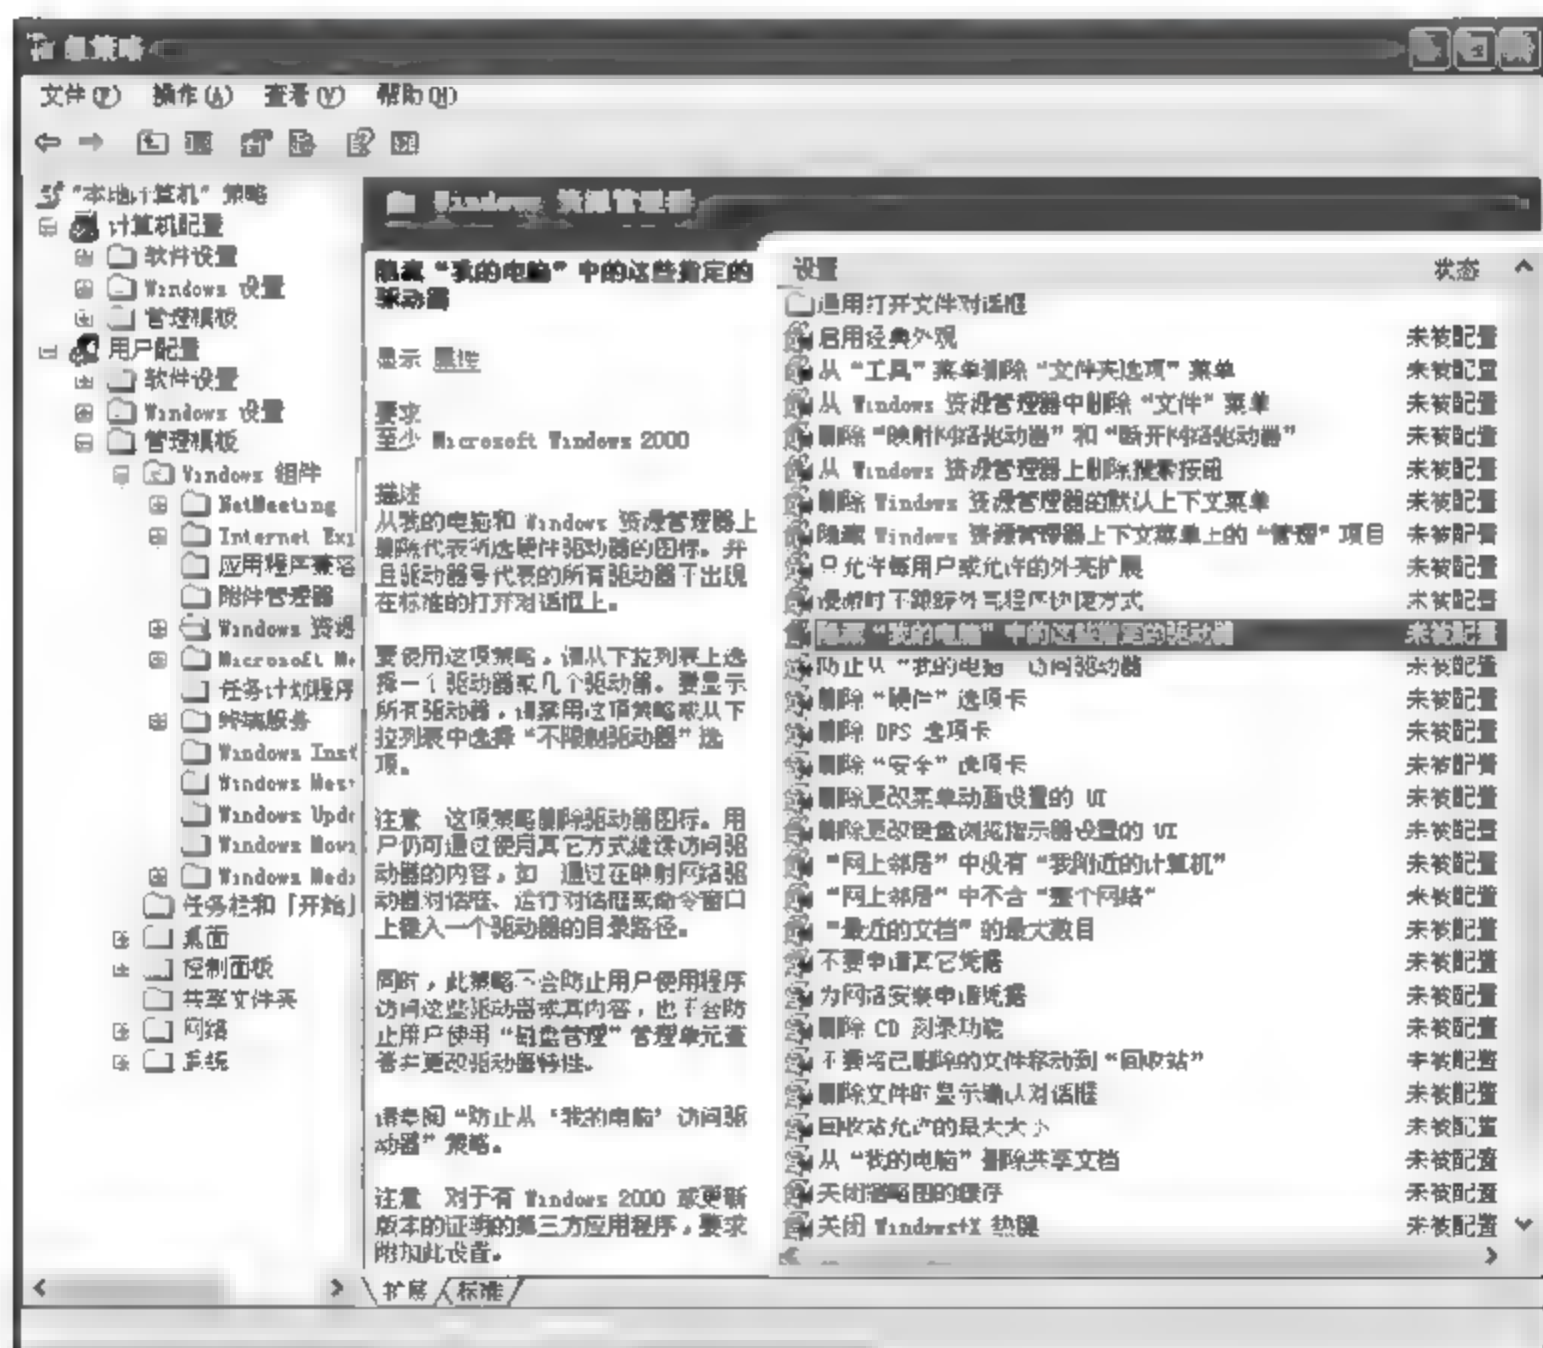 组策略
文件(F) 操作(A) 查看(V) 帮助(H)
"本地计算机" 策略
计算机配置
软件设置
Windows 设置
管理模板
用户配置
软件设置
Windows 设置
管理模板
Windows 组件
NetMeeting
Internet Exp
应用程序兼容
附件管理器
Windows 资源
Microsoft M
任务计划程序
终端服务
Windows Inst
Windows Mes
Windows Upd
Windows Mov
Windows Med
任务栏和「开始」
桌面
控制面板
共享文件夹
网络
系统
Windows 资源管理器
隐藏“我的电脑”中的这些指定的
驱动器
显示 属性
要求
至少 Microsoft Windows 2000
描述
从我的电脑和 Windows 资源管理器上
删除代表所选硬件驱动器的图标。并
且驱动器号代表的所有驱动器不出现
在标准的打开对话框上。
要使用这项策略，请从下拉列表上选
择一个驱动器或几个驱动器。要显示
所有驱动器，请禁用这项策略或从下
拉列表中选择“不限制驱动器”选
项。
注意 这项策略删除驱动器图标。用
户仍可通过使用其它方式继续访问驱
动器的内容，如 通过在映射网络驱
动器对话框、运行对话框或命令窗口
上键入一个驱动器的目录路径。
同时，此策略不会防止用户使用程序
访问这些驱动器或其内容，也不会防
止用户使用“磁盘管理”管理单元查
看并更改驱动器特性。
请参阅“防止从‘我的电脑’访问驱
动器”策略。
注意 对于有 Windows 2000 或更新
版本的证明的第三方应用程序，要求
附加此设置。
扩展 标准
设置 状态
通用打开文件对话框
启用经典外观 未被配置
从“工具”菜单删除“文件夹选项”菜单 未被配置
从 Windows 资源管理器中删除“文件”菜单 未被配置
删除“映射网络驱动器”和“断开网络驱动器” 未被配置
从 Windows 资源管理器上删除搜索按钮 未被配置
删除 Windows 资源管理器的默认上下文菜单 未被配置
隐藏 Windows 资源管理器上下文菜单上的“管理”项目 未被配置
只允许每用户或允许的外壳扩展 未被配置
漫游时不跟踪外壳程序快捷方式 未被配置
隐藏“我的电脑”中的这些指定的驱动器 未被配置
防止从“我的电脑 访问驱动器 未被配置
删除“硬件”选项卡 未被配置
删除 DFS 选项卡 未被配置
删除“安全”选项卡 未被配置
删除更改菜单动画设置的 UI 未被配置
删除更改键盘浏览指示器设置的 UI 未被配置
“网上邻居”中没有“我附近的计算机” 未被配置
“网上邻居”中不含“整个网络” 未被配置
“最近的文档”的最大数目 未被配置
不要申请其它凭据 未被配置
为网络安装申请凭据 未被配置
删除 CD 刻录功能 未被配置
不要将已删除的文件移动到“回收站” 未被配置
删除文件时显示确认对话框 未被配置
回收站允许的最大大小 未被配置
从“我的电脑”删除共享文档 未被配置
关闭缩略图的缓存 未被配置
关闭 Windows+X 热键 未被配置